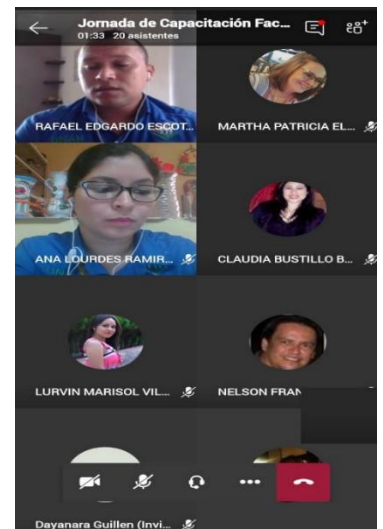 Jornada de Capacitación Fac...
01:33 20 asistentes
RAFAEL EDGARDO ESCOT...
MARTHA PATRICIA EL...
ANA LOURDES RAMIR...
CLAUDIA BUSTILLO B...
LURVIN MARISOL VIL...
NELSON FRAN
Dayanara Guillen (Invi...